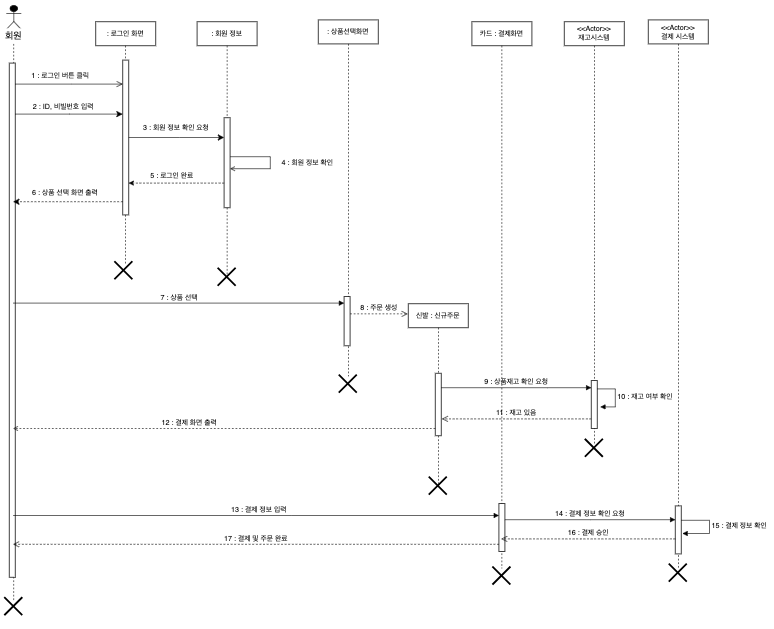 회원
: 로그인 화면
: 회원 정보
: 상품선택화면
카드 : 결제화면
<<Actor>>
재고시스템
<<Actor>>
결제 시스템
1 : 로그인 버튼 클릭
2 : ID, 비밀번호 입력
3 : 회원 정보 확인 요청
4 : 회원 정보 확인
5 : 로그인 완료
6 : 상품 선택 화면 출력
7 : 상품 선택
8 : 주문 생성
신발 : 신규주문
9 : 상품재고 확인 요청
10 : 재고 여부 확인
11 : 재고 있음
12 : 결제 화면 출력
13 : 결제 정보 입력
14 : 결제 정보 확인 요청
15 : 결제 정보 확인
16 : 결제 승인
17 : 결제 및 주문 완료